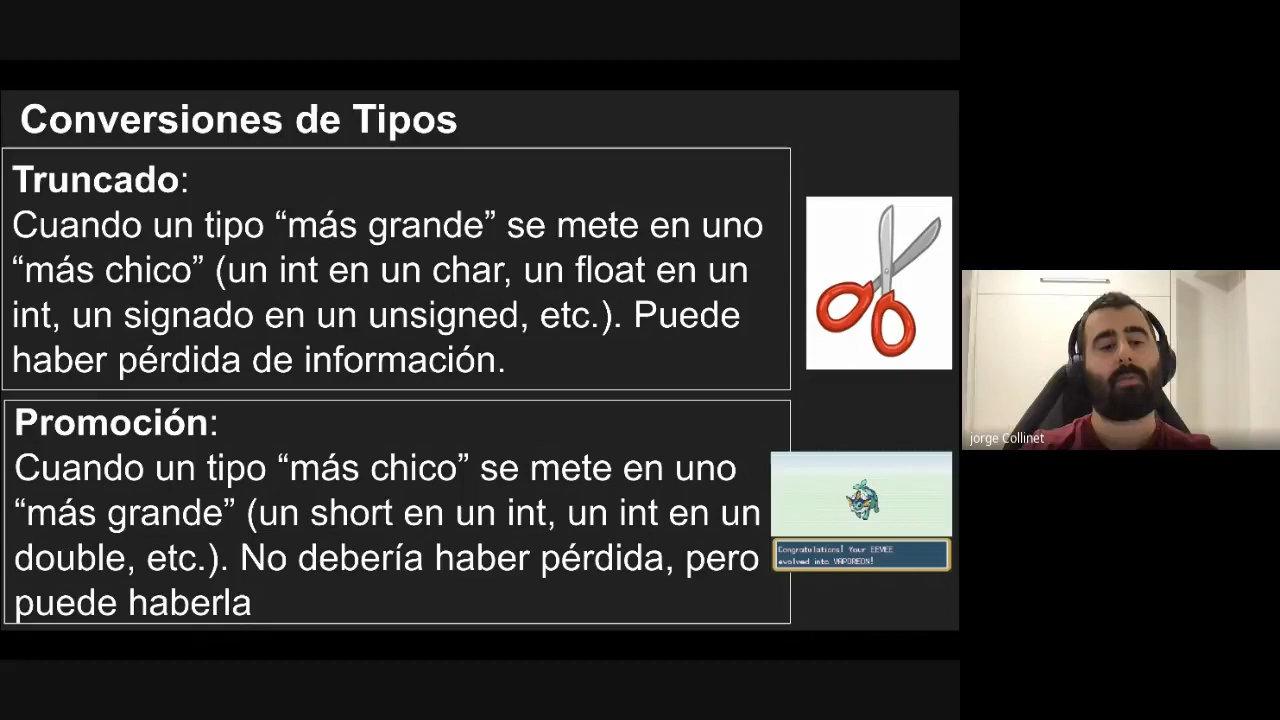 Conversiones de Tipos
Truncado:
Cuando un tipo “más grande” se mete en uno
“más chico” (un int en un char, un float en un
int, un signado en un unsigned, etc.). Puede
haber pérdida de información.
Promoción:
Cuando un tipo “más chico” se mete en uno
“más grande” (un short en un int, un int en un
double, etc.). No debería haber pérdida, pero
puede haberla
Congratulations! Your EEVEE
evolved into VAPOREON!
jorge Collinet